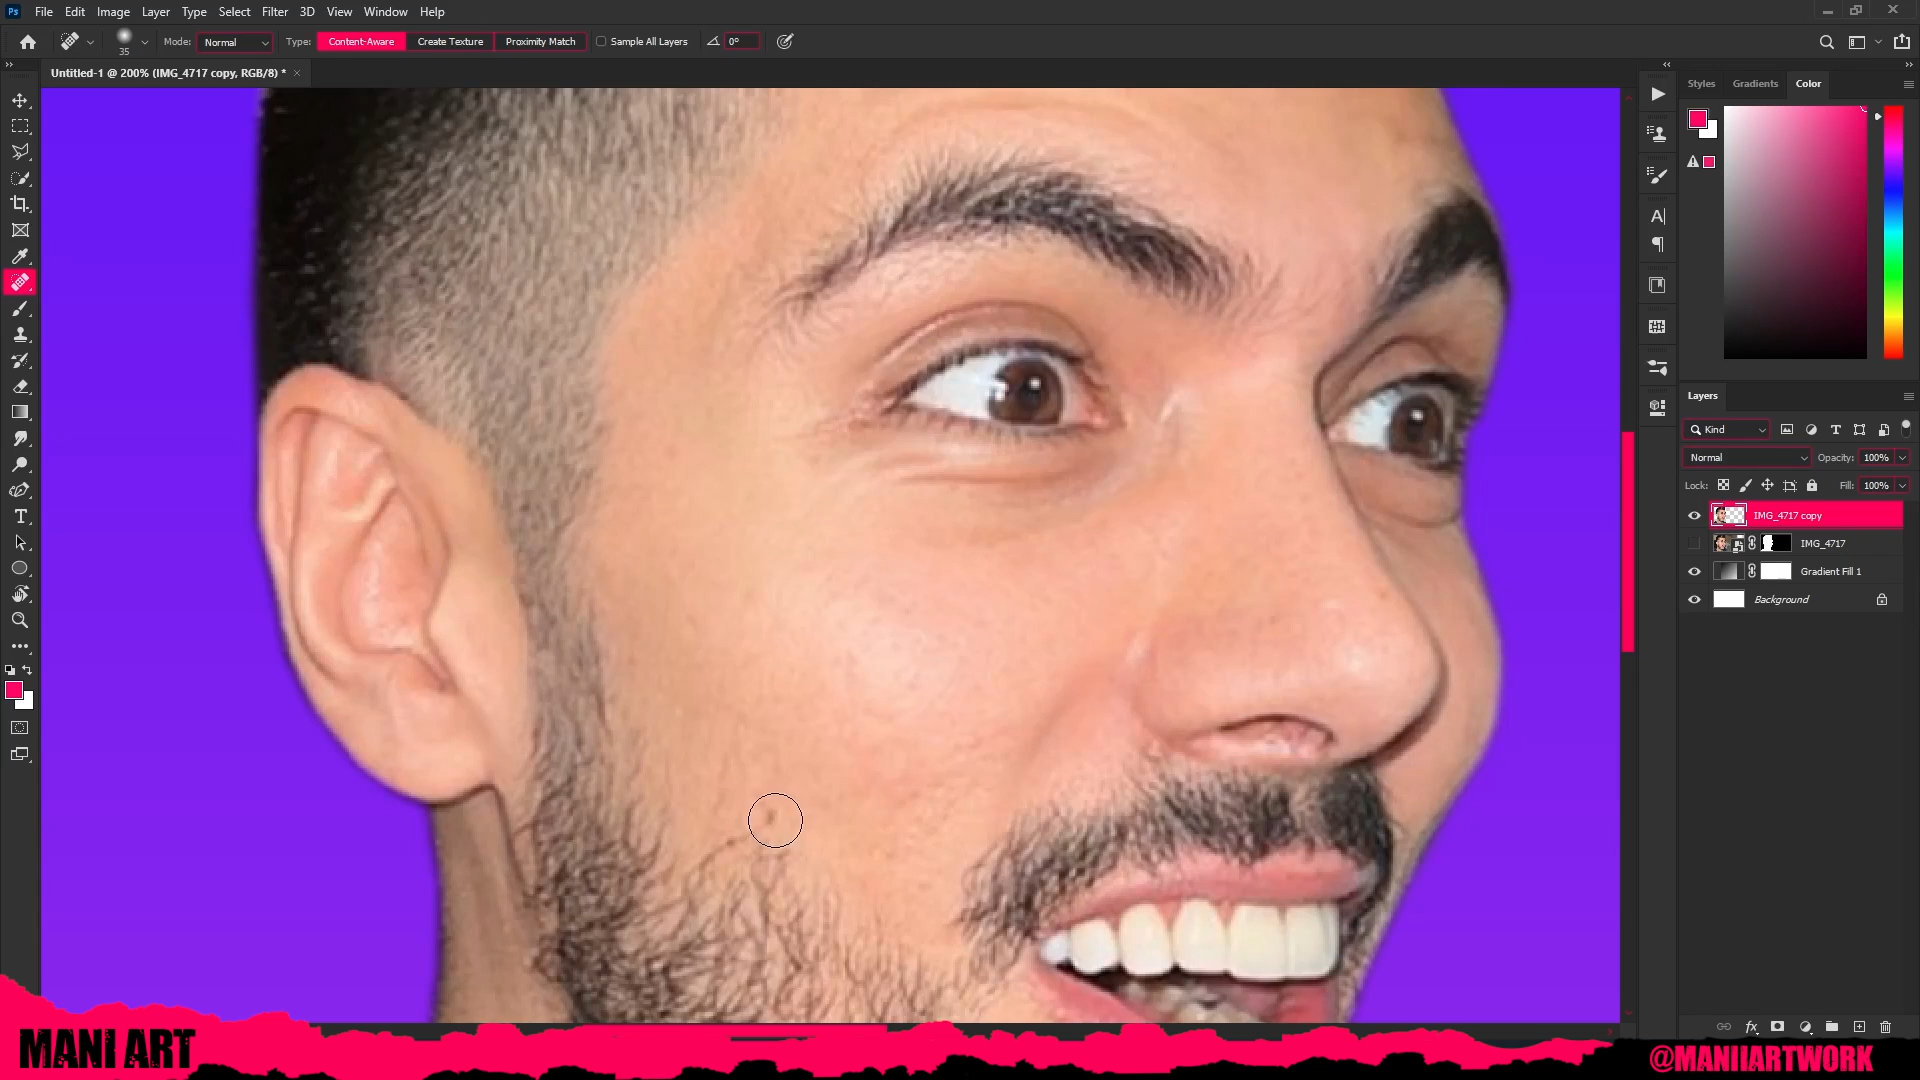 Ps File Edit Image Layer Type Select Filter 3D View Window Help
35 Mode: Normal Type: Content-Aware Create Texture Proximity Match Sample All Layers 0°
Untitled-1 @ 200% (IMG_4717 copy, RGB/8) *
Styles Gradients Color
Layers
Kind
Normal Opacity: 100%
Lock: Fill: 100%
IMG_4717 copy
IMG_4717
Gradient Fill 1
Background
MANI ART
@MANIIARTWORK